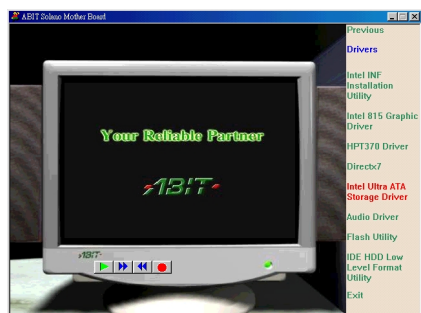 ABIT Solano Mother Board
Previous
Drivers
Intel INF
Installation
Utility
Intel 815 Graphic
Driver
HPT370 Driver
Directx7
Intel Ultra ATA
Storage Driver
Audio Driver
Flash Utility
IDE HDD Low
Level Format
Utility
Exit
Your Reliable Partner
ABIT
ABIT